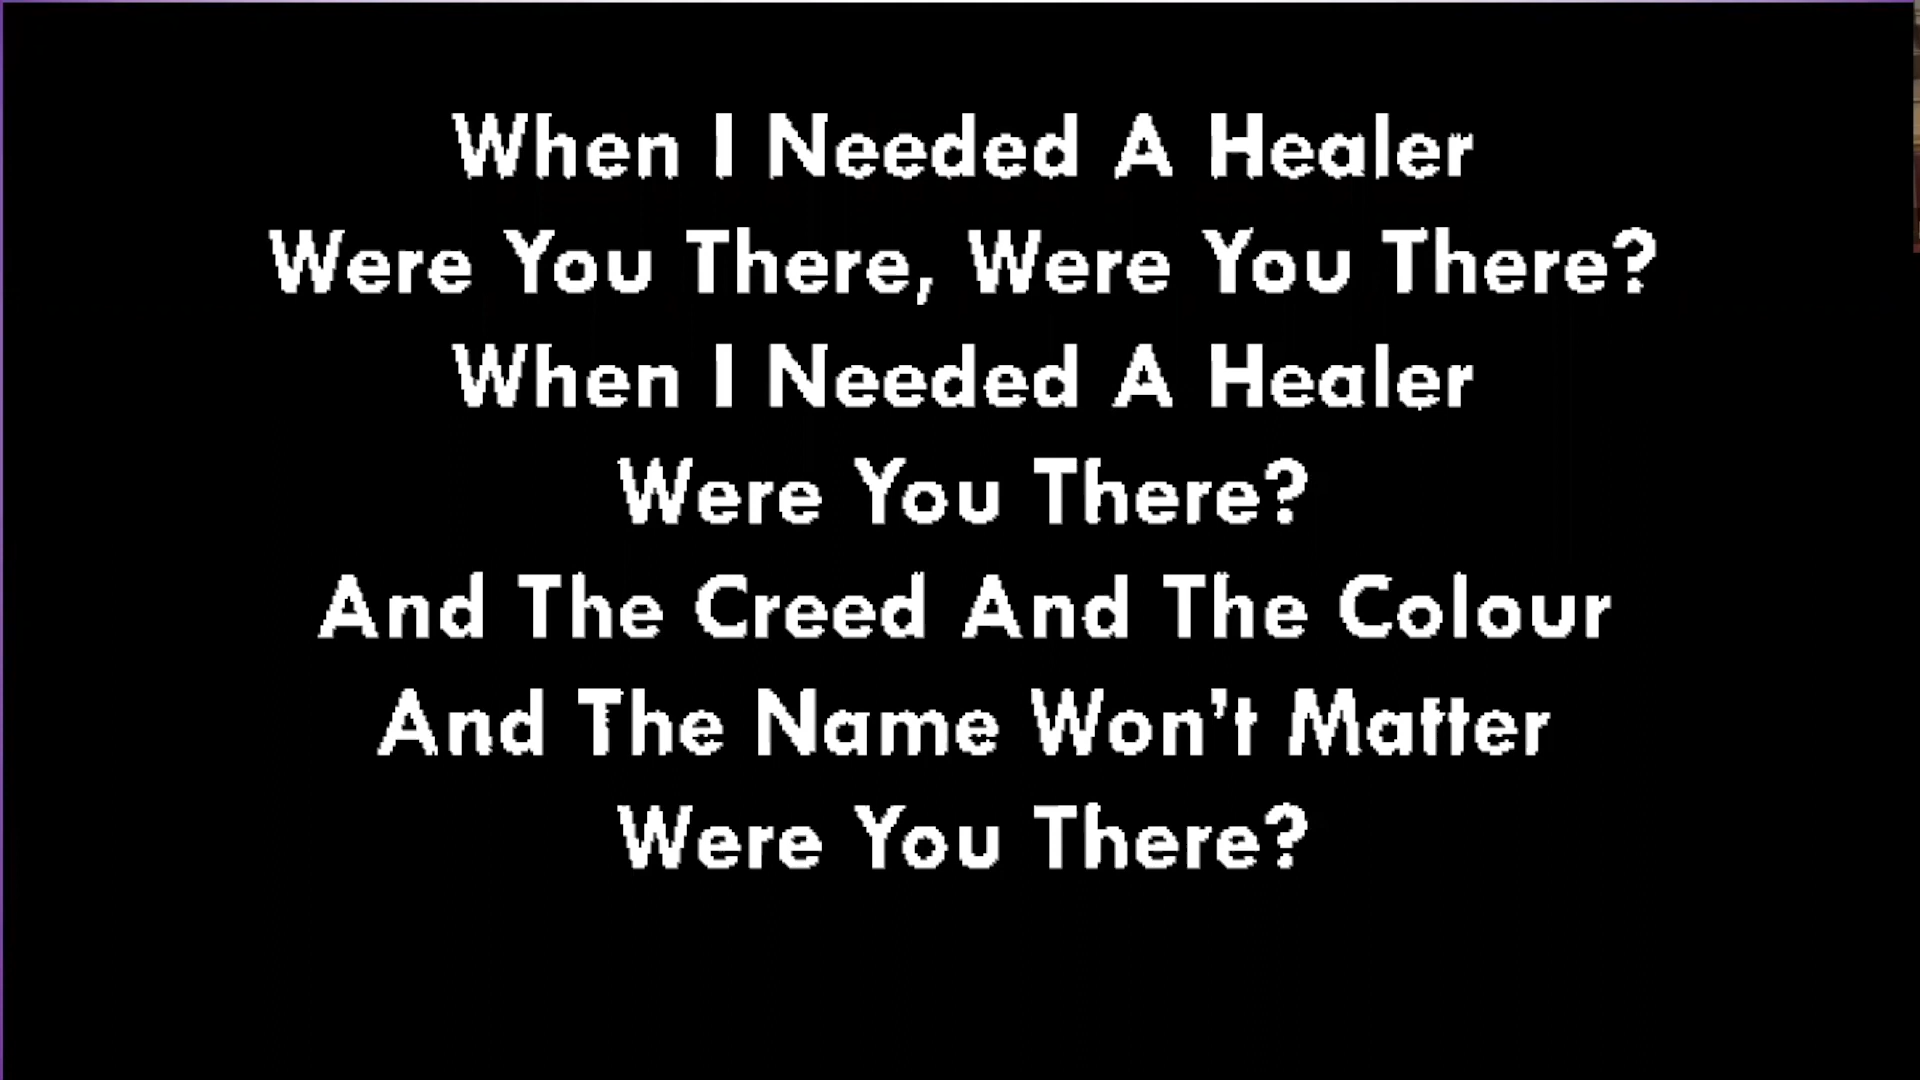 When I Needed A Healer
Were You There, Were You There?
When I Needed A Healer
Were You There?
And The Creed And The Colour
And The Name Won't Matter
Were You There?